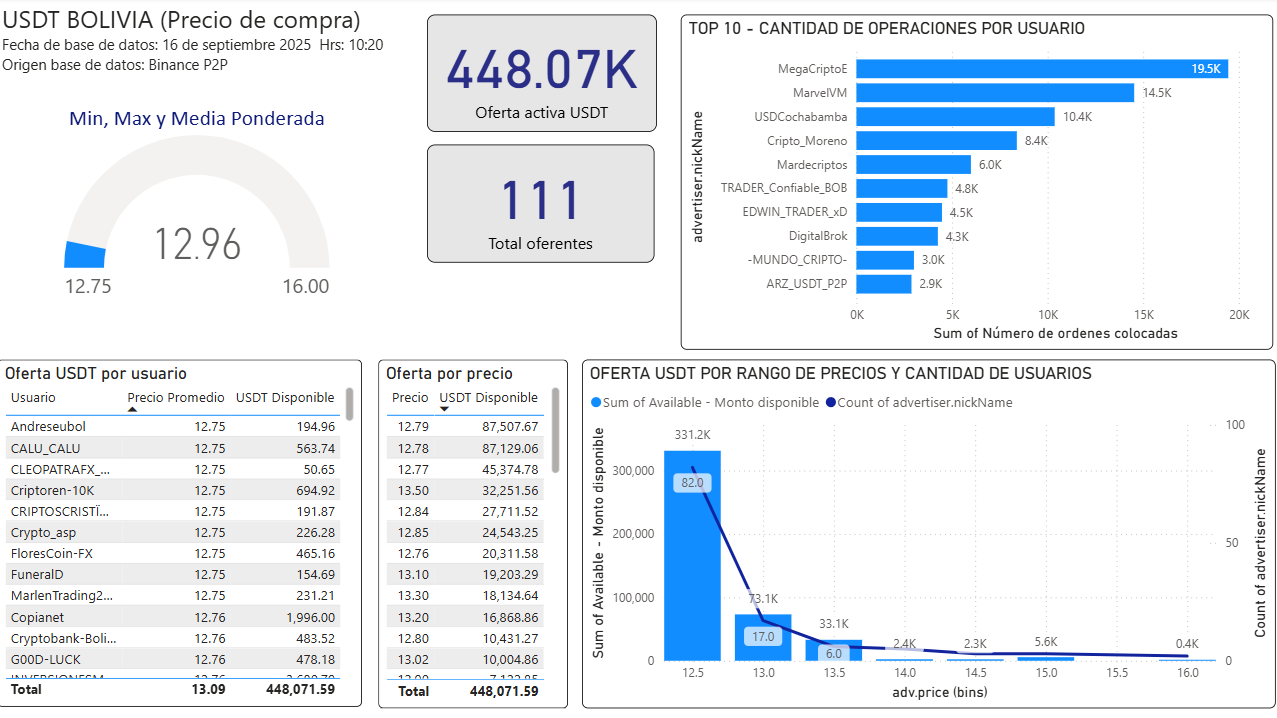 USDT BOLIVIA (Precio de compra)
Fecha de base de datos: 16 de septiembre 2025 Hrs: 10:20
Origen base de datos: Binance P2P
Min, Max y Media Ponderada
12.96
12.75
16.00
448.07K
Oferta activa USDT
111
Total oferentes
TOP 10 - CANTIDAD DE OPERACIONES POR USUARIO
advertiser.nickName
MegaCriptoE 19.5K
MarvelVM 14.5K
USDCochabamba 10.4K
Cripto_Moreno 8.4K
Mardecriptos 6.0K
TRADER_Confiable_BOB 4.8K
EDWIN_TRADER_xD 4.5K
DigitalBrok 4.3K
-MUNDO_CRIPTO- 3.0K
ARZ_USDT_P2P 2.9K
0K 5K 10K 15K 20K
Sum of Número de ordenes colocadas
Oferta USDT por usuario
Usuario Precio Promedio USDT Disponible
Andreseubol 12.75 194.96
CALU_CALU 12.75 563.74
CLEOPATRAFX_... 12.75 50.65
Criptoren-10K 12.75 694.92
CRIPTOSCRISTÏ... 12.75 191.87
Crypto_asp 12.75 226.28
FloresCoin-FX 12.75 465.16
FuneralD 12.75 154.69
MarlenTrading2... 12.75 231.21
Copianet 12.76 1,996.00
Cryptobank-Boli... 12.76 483.52
G00D-LUCK 12.76 478.18
Total 13.09 448,071.59
Oferta por precio
Precio USDT Disponible
12.79 87,507.67
12.78 87,129.06
12.77 45,374.78
13.50 32,251.56
12.84 27,711.52
12.85 24,543.25
12.76 20,311.58
13.10 19,203.29
13.30 18,134.64
13.20 16,868.86
12.80 10,431.27
13.02 10,004.86
Total 448,071.59
OFERTA USDT POR RANGO DE PRECIOS Y CANTIDAD DE USUARIOS
Sum of Available - Monto disponible Count of advertiser.nickName
Sum of Available - Monto disponible
300,000
200,000
100,000
0
331.2K
82.0
73.1K
17.0
33.1K
6.0
2.4K
2.3K
5.6K
0.4K
100
50
0
Count of advertiser.nickName
12.5 13.0 13.5 14.0 14.5 15.0 15.5 16.0
adv.price (bins)